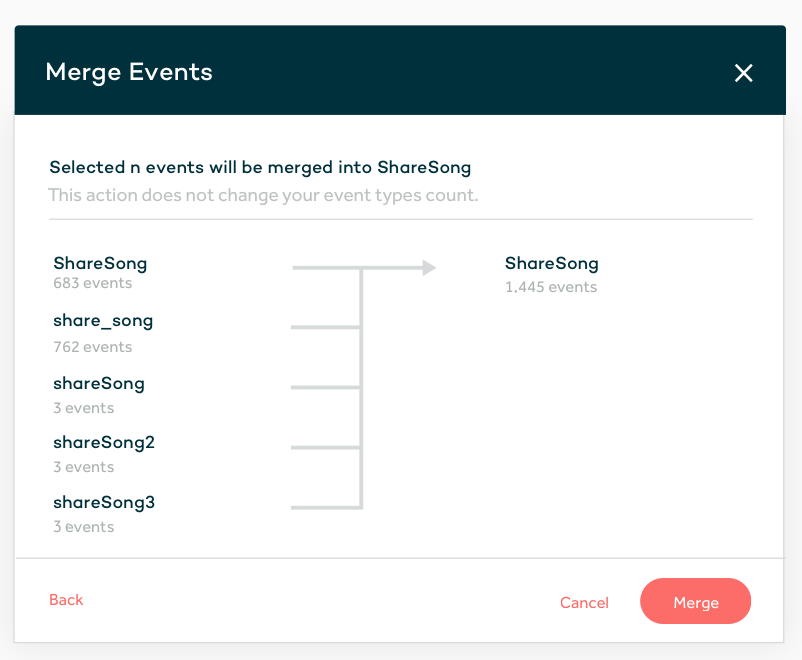 Merge Events
Selected n events will be merged into ShareSong
This action does not change your event types count.
ShareSong
683 events
share_song
762 events
shareSong
3 events
shareSong2
3 events
shareSong3
3 events
ShareSong
1,445 events
Back
Cancel
Merge